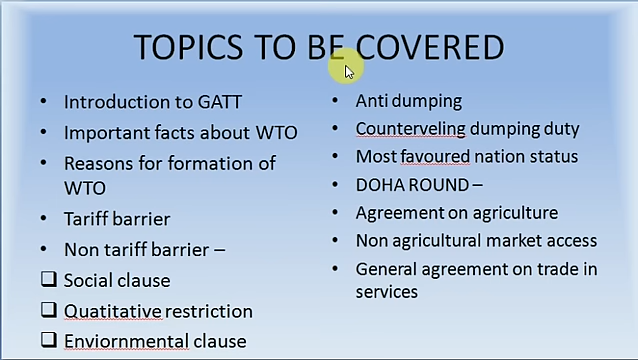 TOPICS TO BE COVERED
• Introduction to GATT
• Important facts about WTO
• Reasons for formation of
WTO
• Tariff barrier
• Non tariff barrier –
❑ Social clause
❑ Quatitative restriction
❑ Enviornmental clause
• Anti dumping
• Counterveling dumping duty
• Most favoured nation status
• DOHA ROUND –
• Agreement on agriculture
• Non agricultural market access
• General agreement on trade in
services